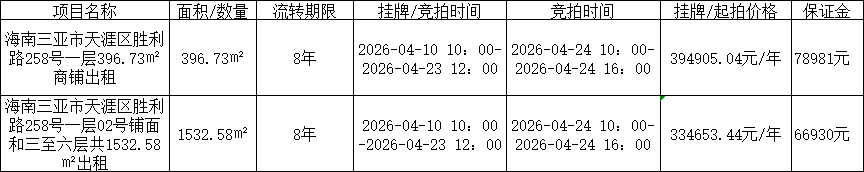 项目名称 面积/数量 流转期限 挂牌/竞拍时间 竞拍时间 挂牌/起拍价格 保证金
海南三亚市天涯区胜利
路258号一层396.73㎡
商铺出租
396.73㎡
8年
2026-04-10 10：00-
2026-04-23 12：00
2026-04-24 10：00-
2026-04-24 16：00
394905.04元/年
78981元
海南三亚市天涯区胜利
路258号一层02号铺面
和三至六层共1532.58
㎡出租
1532.58㎡
8年
2026-04-10 10：00
-2026-04-23 12：00
2026-04-24 10：00-
2026-04-24 16：00
334653.44元/年
66930元